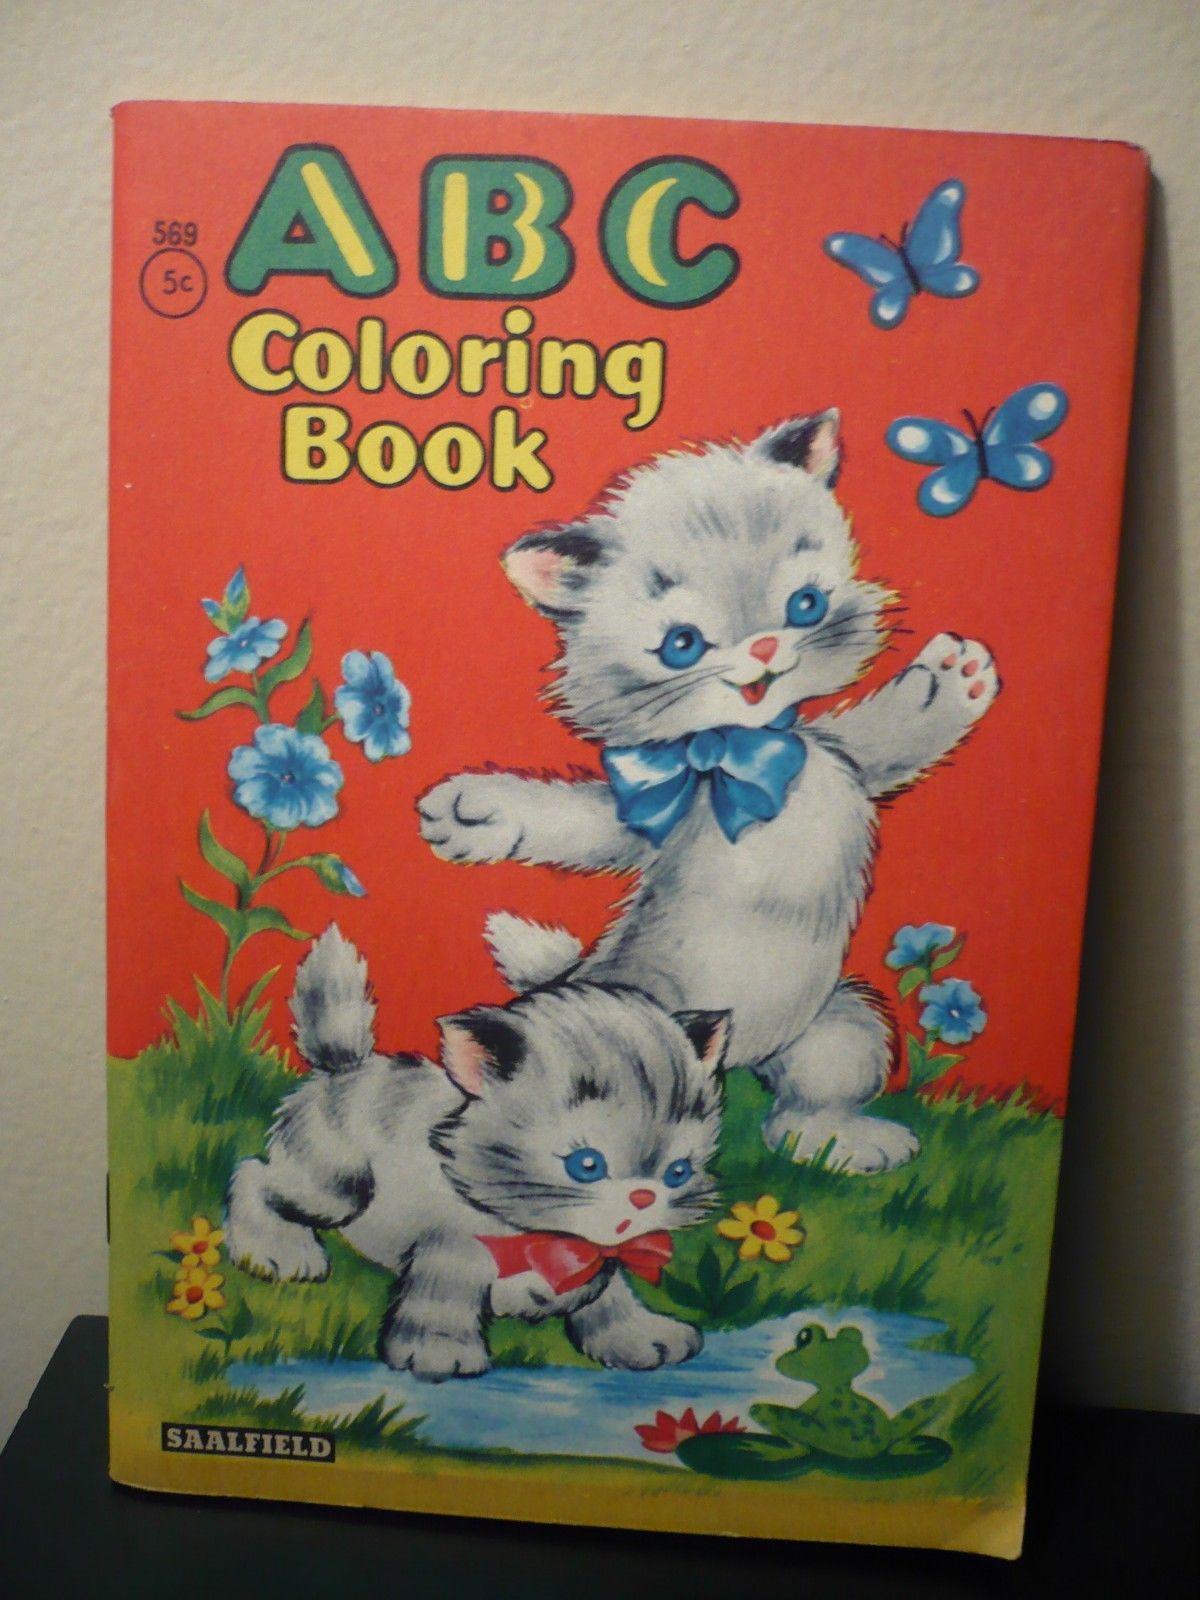 ABC
569
5c
Coloring
Book
SAALFIELD